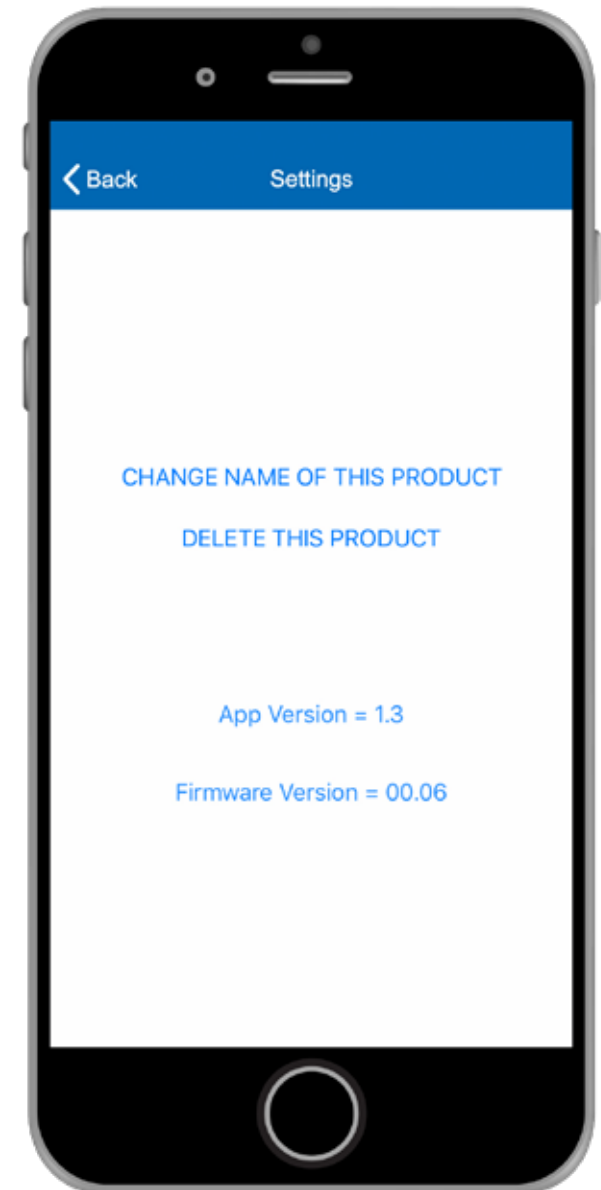 Back Settings
CHANGE NAME OF THIS PRODUCT
DELETE THIS PRODUCT
App Version = 1.3
Firmware Version = 00.06